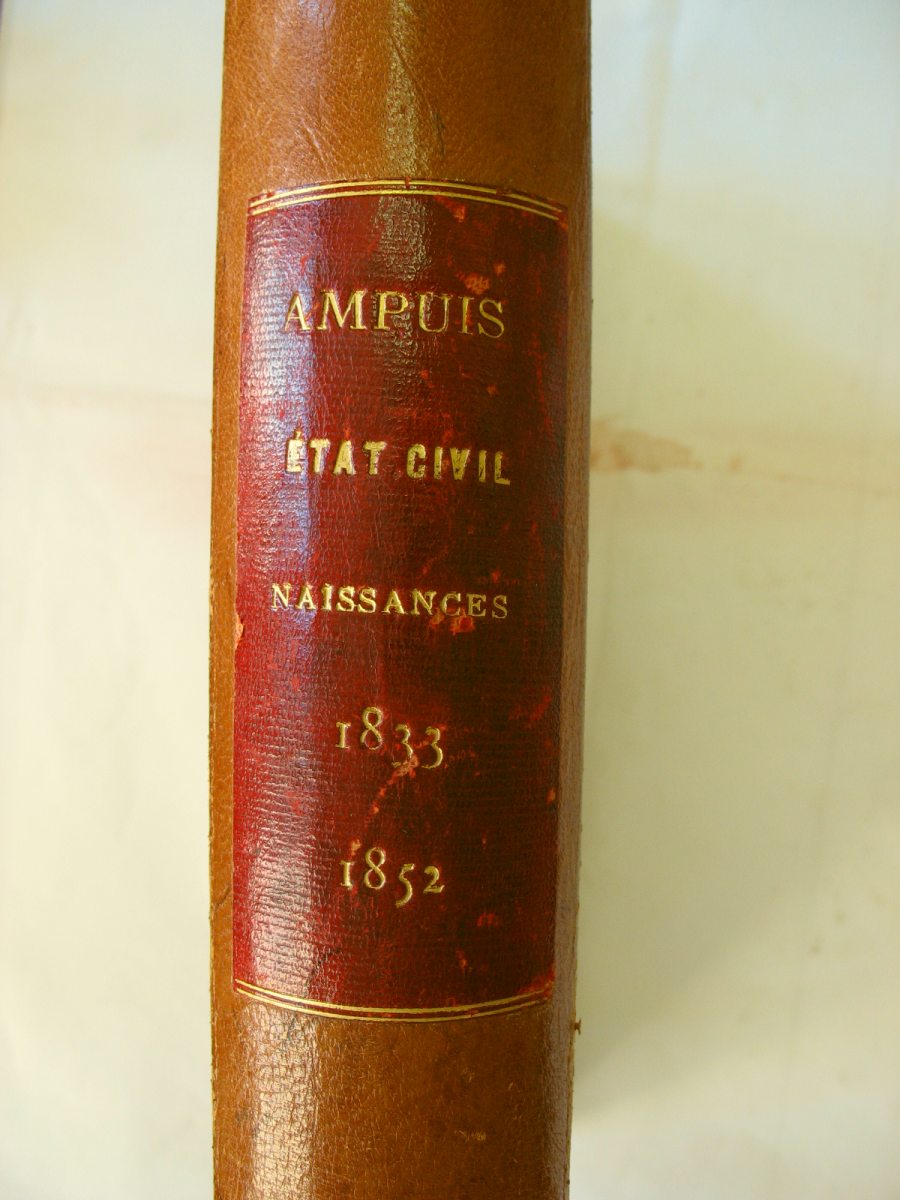 AMPUIS
ÉTAT CIVIL
NAISSANCES
1833
1852